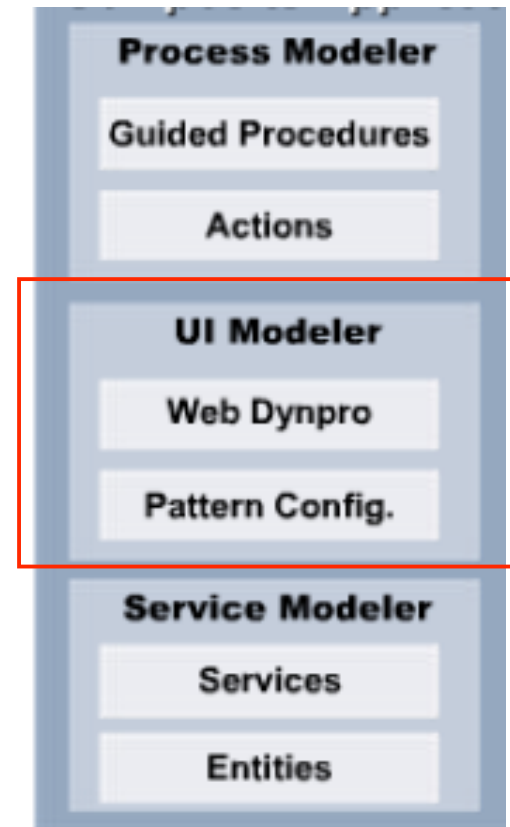 Process Modeler
Guided Procedures
Actions
UI Modeler
Web Dynpro
Pattern Config.
Service Modeler
Services
Entities